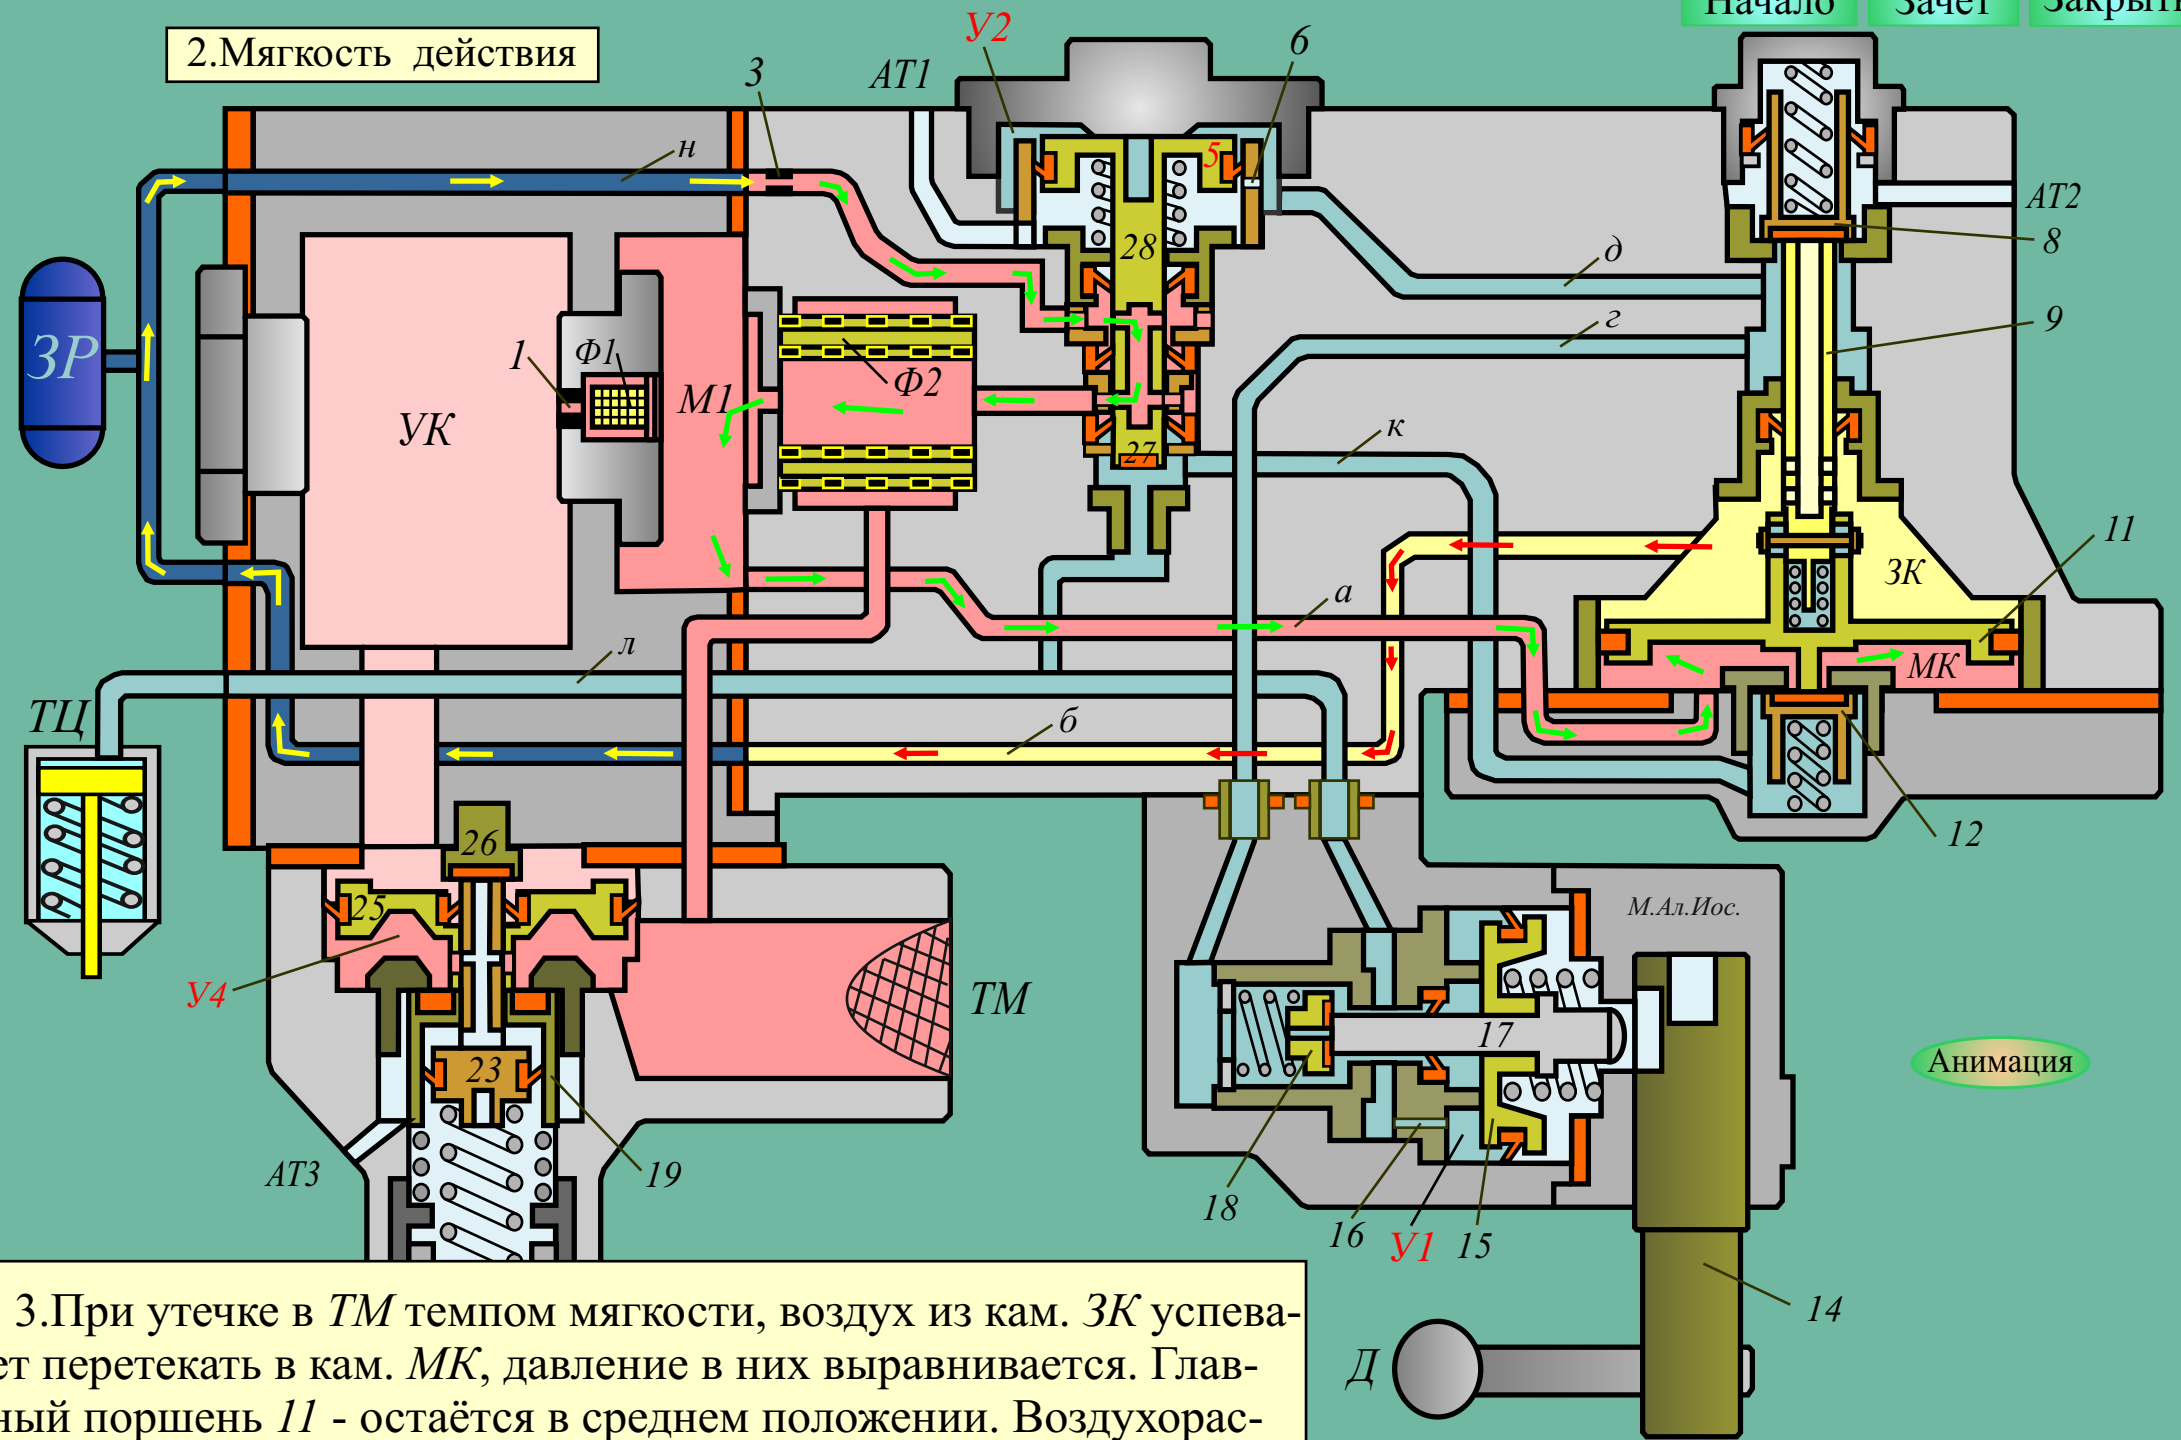 Начало Зачет Закрыть
2.Мягкость действия
У2
6
3
АТ1
н
5
АТ2
8
28
д
г
9
ЗР
1
Ф1
М1
Ф2
УК
к
27
11
ЗК
а
л
МК
ТЦ
б
26
12
25
М.Ал.Иос.
У4
ТМ
17
23
Анимация
АТ3
19
18
16
У1
15
14
Д
3.При утечке в ТМ темпом мягкости, воздух из кам. ЗК успева-
ет перетекать в кам. МК, давление в них выравнивается. Глав-
ный поршень 11 - остаётся в среднем положении. Воздухорас-